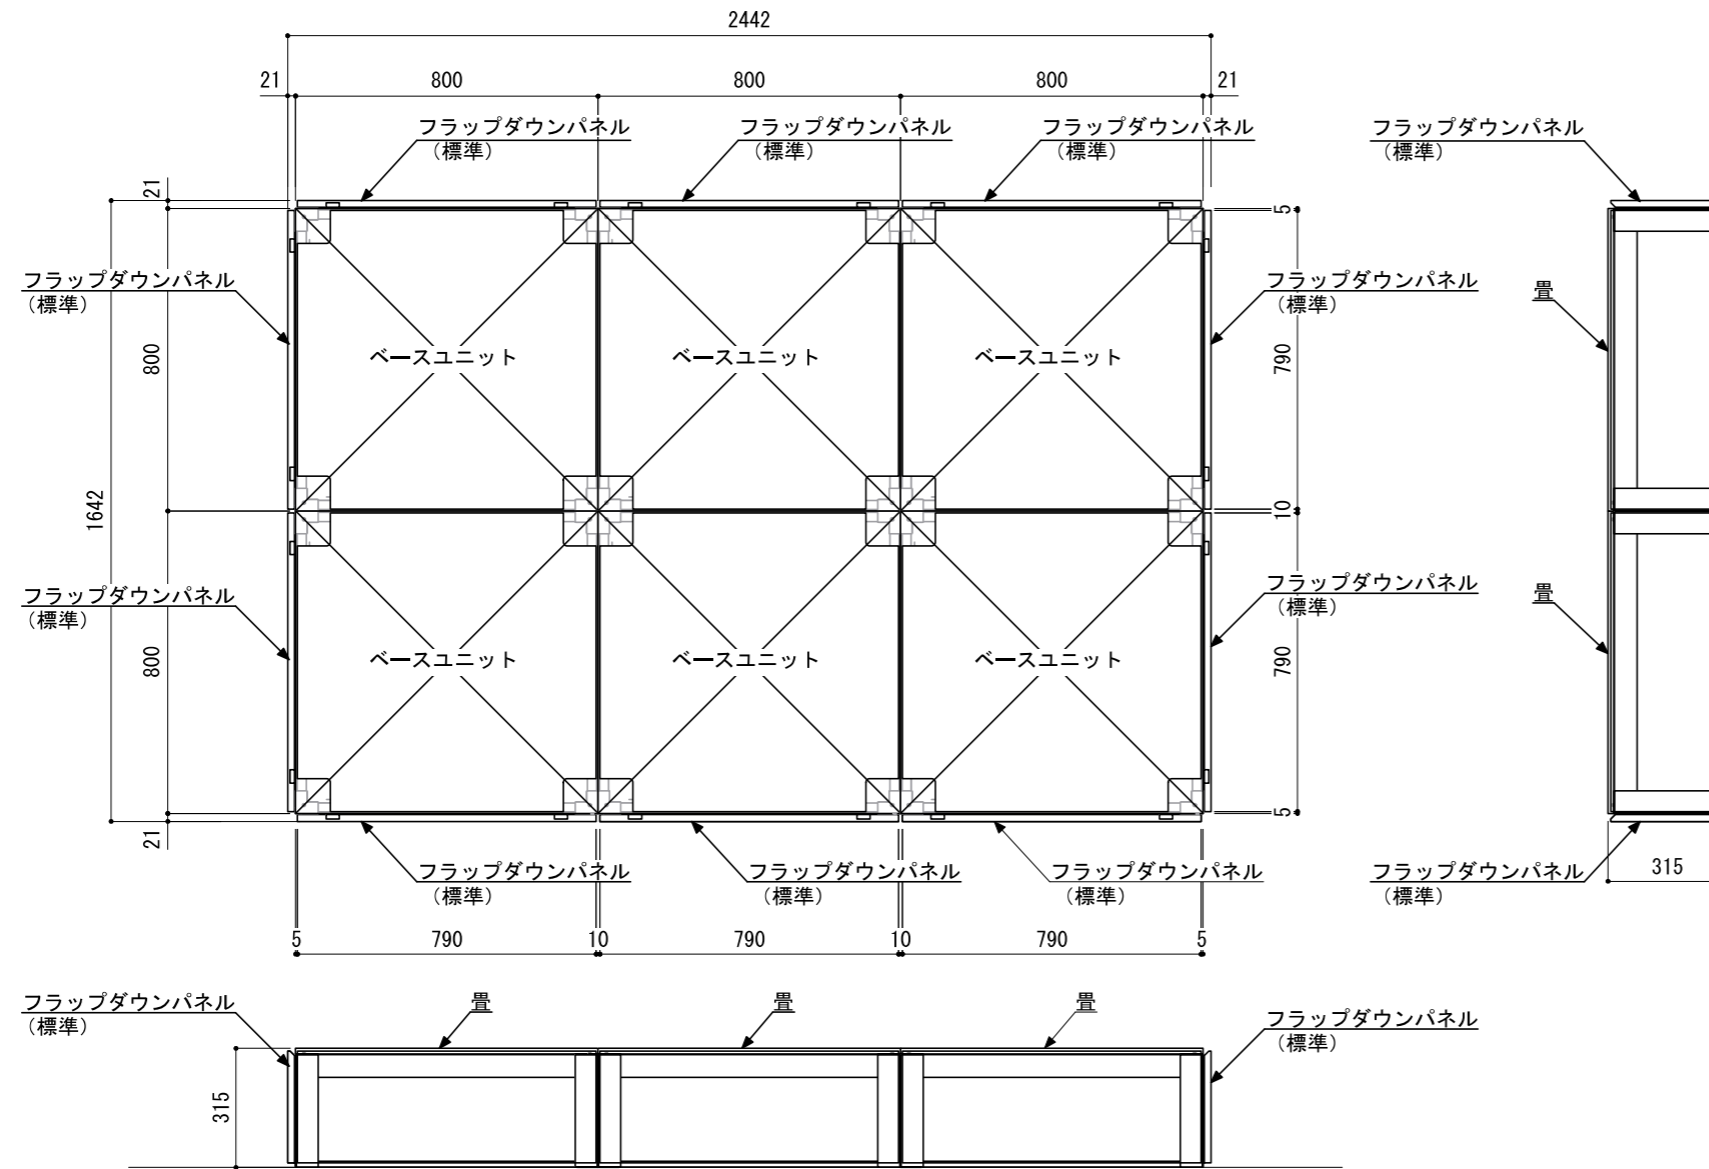 2442
21
800
800
800
21
フラップダウンパネル
（標準）
フラップダウンパネル
（標準）
フラップダウンパネル
（標準）
フラップダウンパネル
（標準）
21
5
フラップダウンパネル
（標準）
フラップダウンパネル
（標準）
畳
800
ベースユニット
ベースユニット
ベースユニット
790
1642
10
フラップダウンパネル
（標準）
フラップダウンパネル
（標準）
畳
800
ベースユニット
ベースユニット
ベースユニット
790
21
5
フラップダウンパネル
（標準）
フラップダウンパネル
（標準）
フラップダウンパネル
（標準）
フラップダウンパネル
（標準）
315
5
790
10
790
10
790
5
フラップダウンパネル
（標準）
畳
畳
畳
フラップダウンパネル
（標準）
315